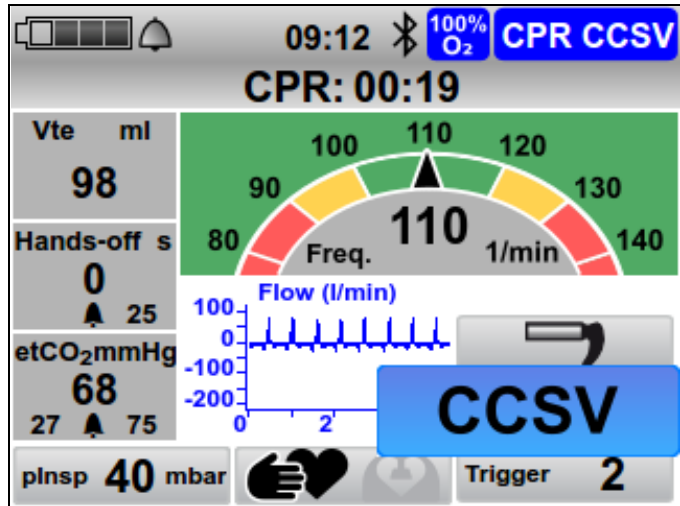 09:12 100% O₂ CPR CCSV
CPR: 00:19
Vte ml
98
Hands-off s
0
25
etCO₂mmHg
68
27 75
80 90 100 110 120 130 140
110
Freq. 1/min
Flow (l/min)
100
0
-100
-200
0 2
CCSV
pInsp 40 mbar
Trigger 2